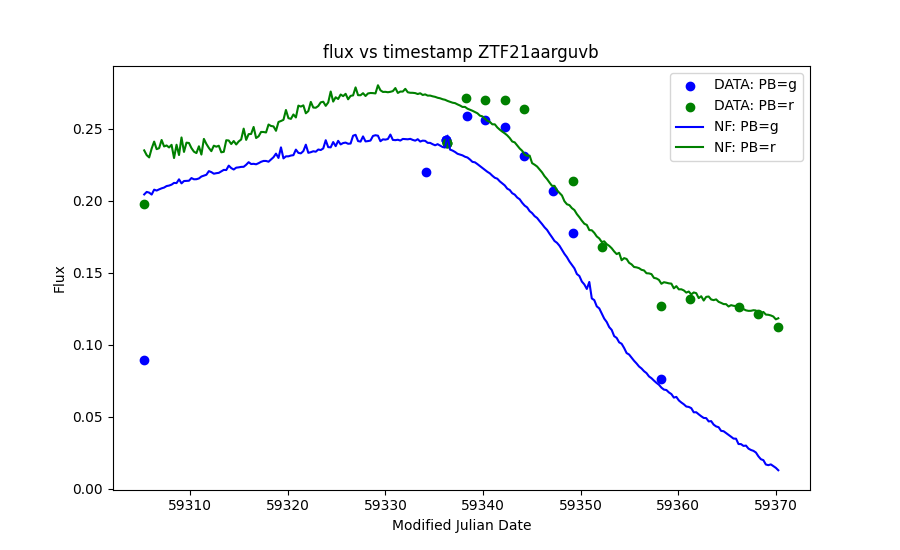 flux vs timestamp ZTF21aarguvb
DATA: PB=g
DATA: PB=r
NF: PB=g
NF: PB=r
Flux
0.25
0.20
0.15
0.10
0.05
0.00
59310 59320 59330 59340 59350 59360 59370
Modified Julian Date